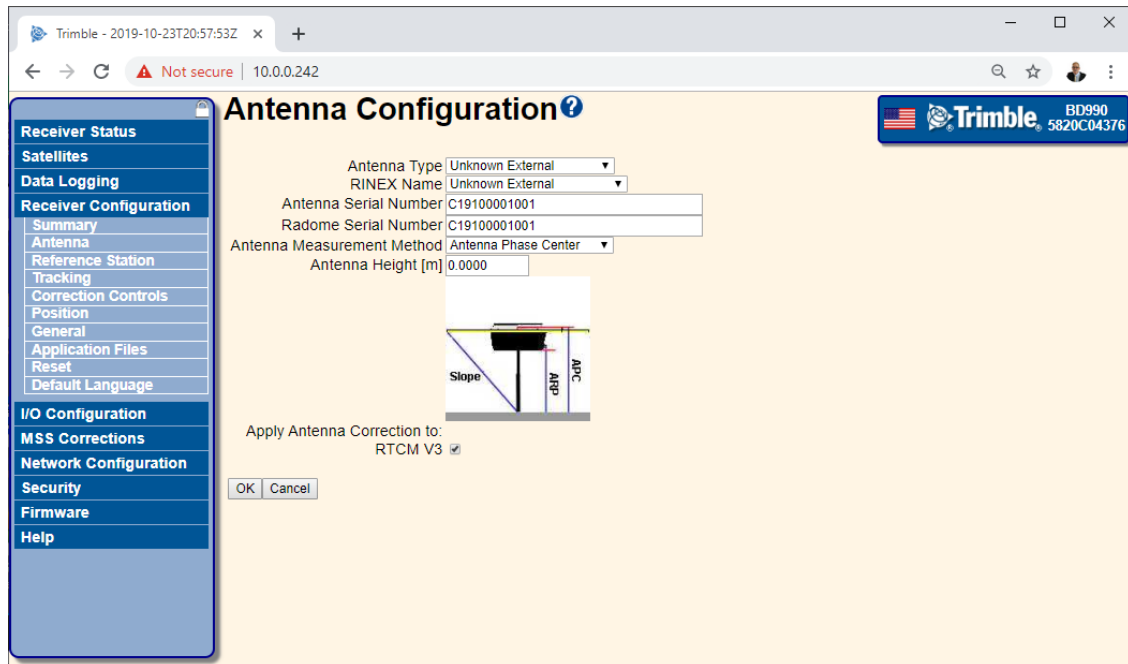 Trimble - 2019-10-23T20:57:53Z
Not secure | 10.0.0.242
Receiver Status
Satellites
Data Logging
Receiver Configuration
Summary
Antenna
Reference Station
Tracking
Correction Controls
Position
General
Application Files
Reset
Default Language
I/O Configuration
MSS Corrections
Network Configuration
Security
Firmware
Help
Antenna Configuration?
Trimble. BD990
5820C04376
Antenna Type Unknown External
RINEX Name Unknown External
Antenna Serial Number C19100001001
Radome Serial Number C19100001001
Antenna Measurement Method Antenna Phase Center
Antenna Height [m] 0.0000
Slope ARP APC
Apply Antenna Correction to:
RTCM V3
OK Cancel